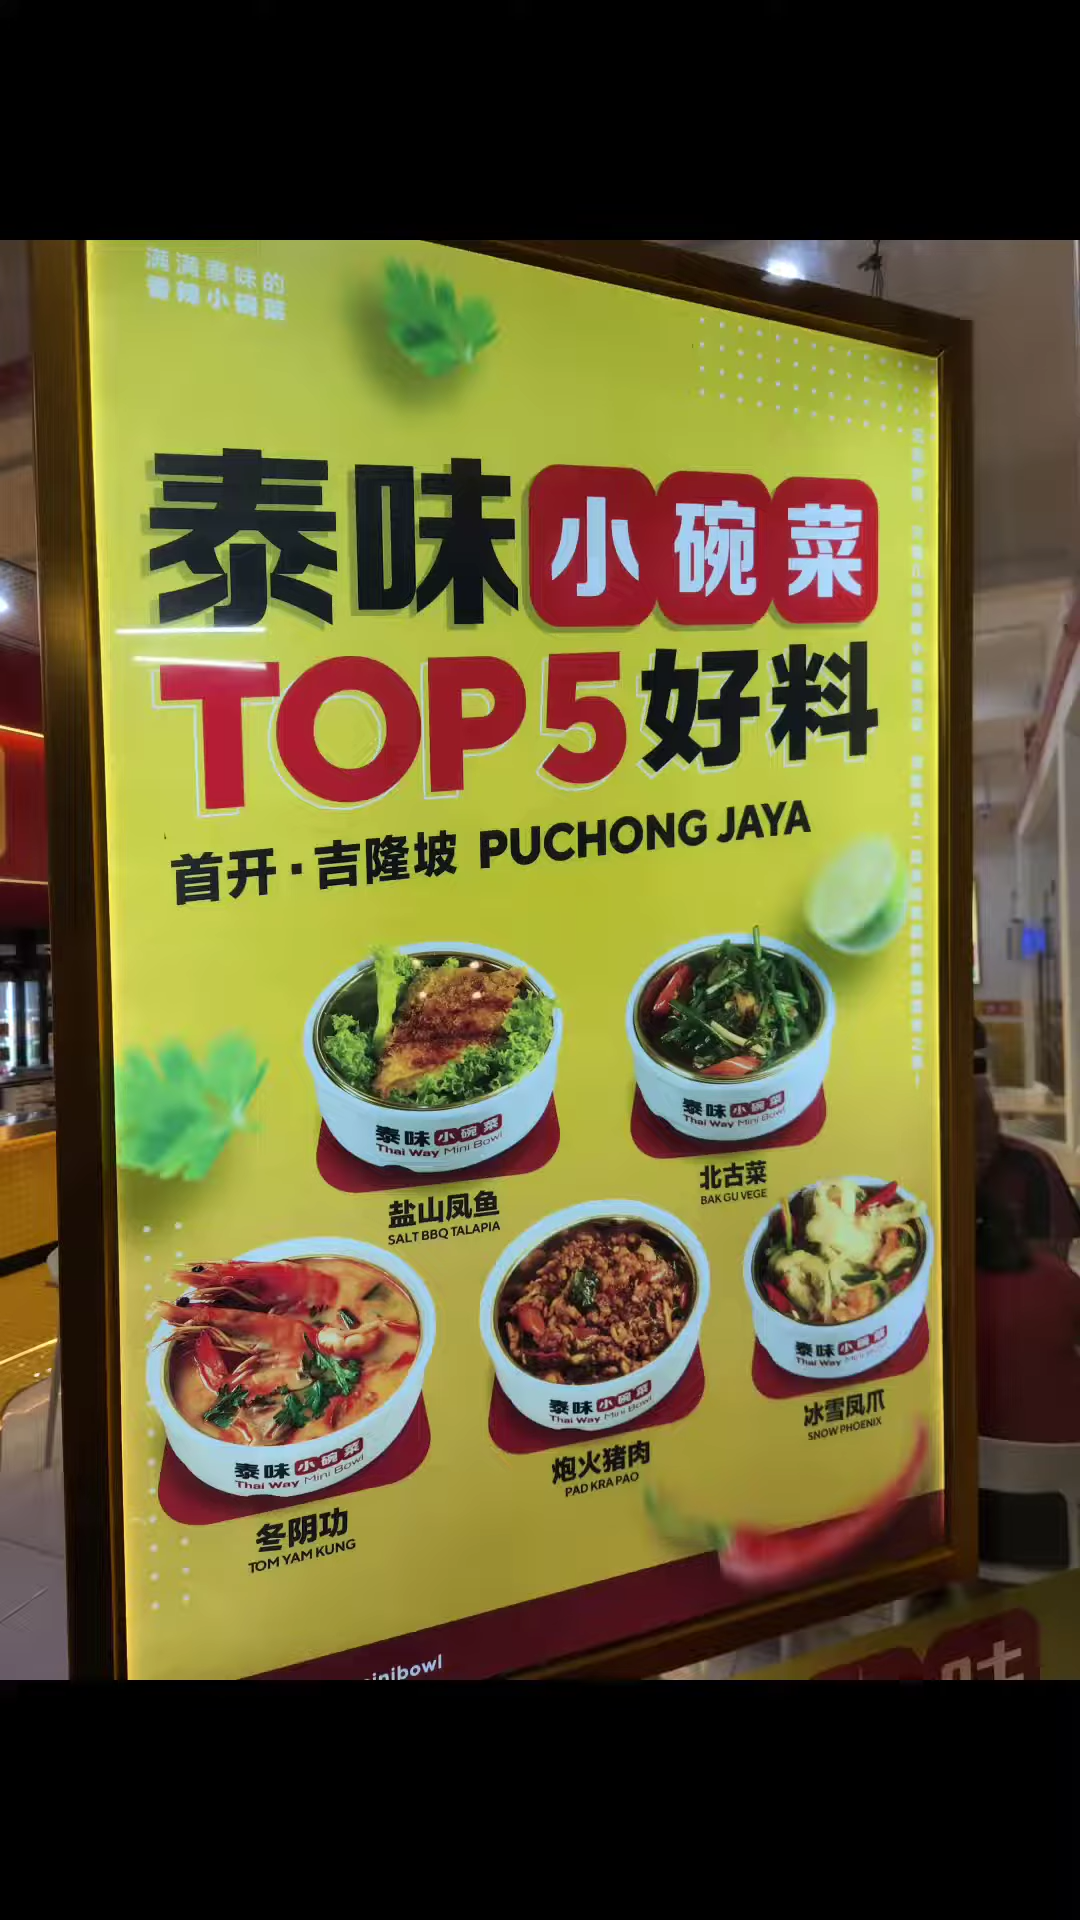 满满泰味的
香辣小碗菜
泰味小碗菜
TOP5好料
首开·吉隆坡 PUCHONG JAYA
泰味小碗菜
Thai Way Mini Bowl
盐山凤鱼
SALT BBQ TALAPIA
泰味小碗菜
Thai Way Mini Bowl
北古菜
BAK GU VEGE
泰味小碗菜
Thai Way Mini Bowl
冬阴功
TOM YAM KUNG
泰味小碗菜
Thai Way Mini Bowl
炮火猪肉
PAD KRA PAO
泰味小碗菜
Thai Way Mini Bowl
冰雪凤爪
SNOW PHOENIX
inibowl
味